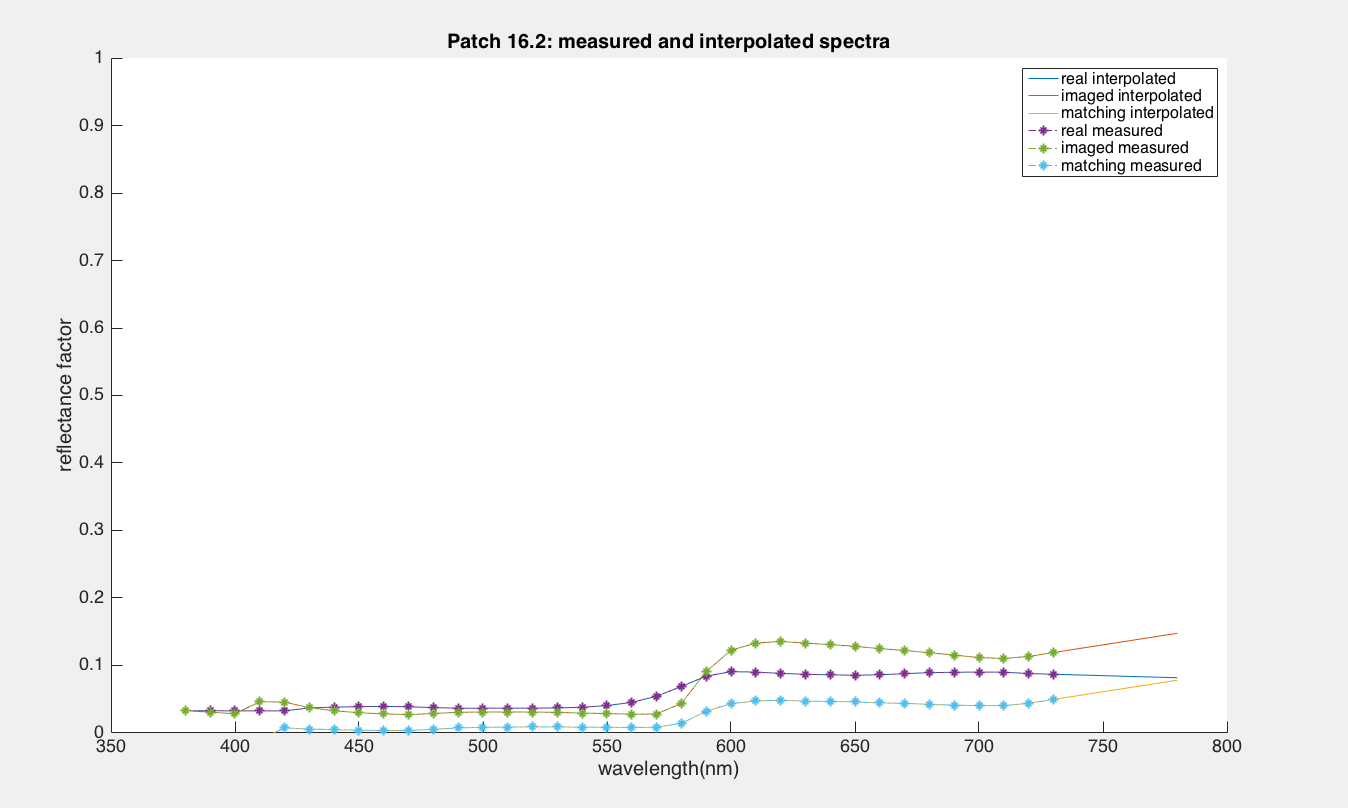 Patch 16.2: measured and interpolated spectra
1
0.9
0.8
0.7
0.6
0.5
0.4
0.3
0.2
0.1
0
reflectance factor
real interpolated
imaged interpolated
matching interpolated
real measured
imaged measured
matching measured
350 400 450 500 550 600 650 700 750 800
wavelength(nm)